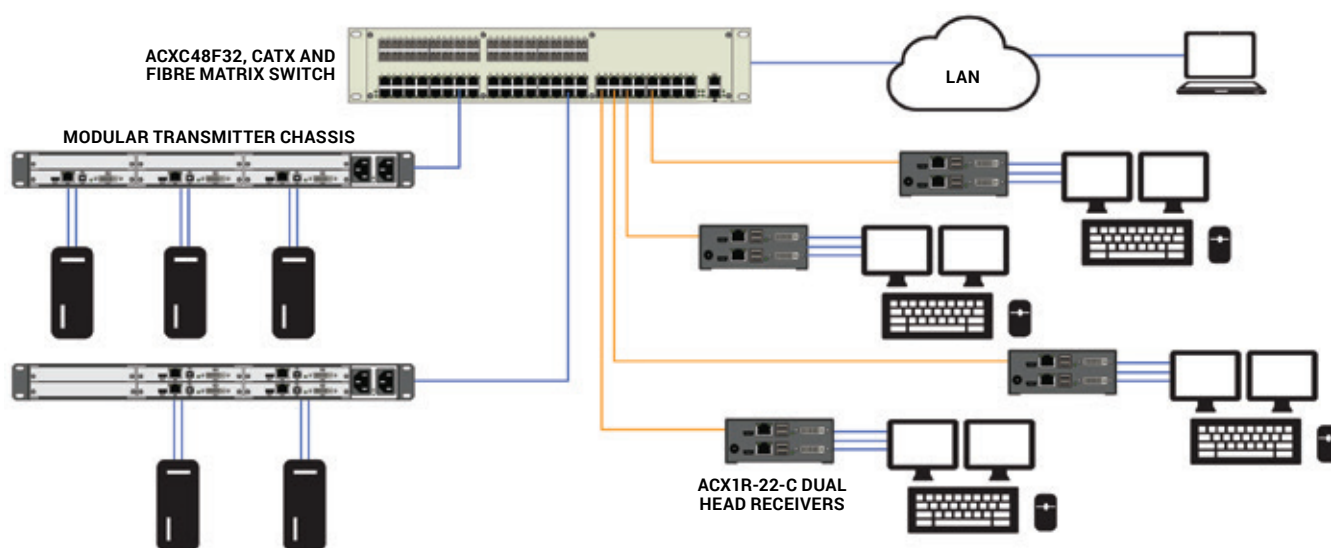 ACXC48F32, CATX AND
FIBRE MATRIX SWITCH
LAN
MODULAR TRANSMITTER CHASSIS
ACX1R-22-C DUAL
HEAD RECEIVERS